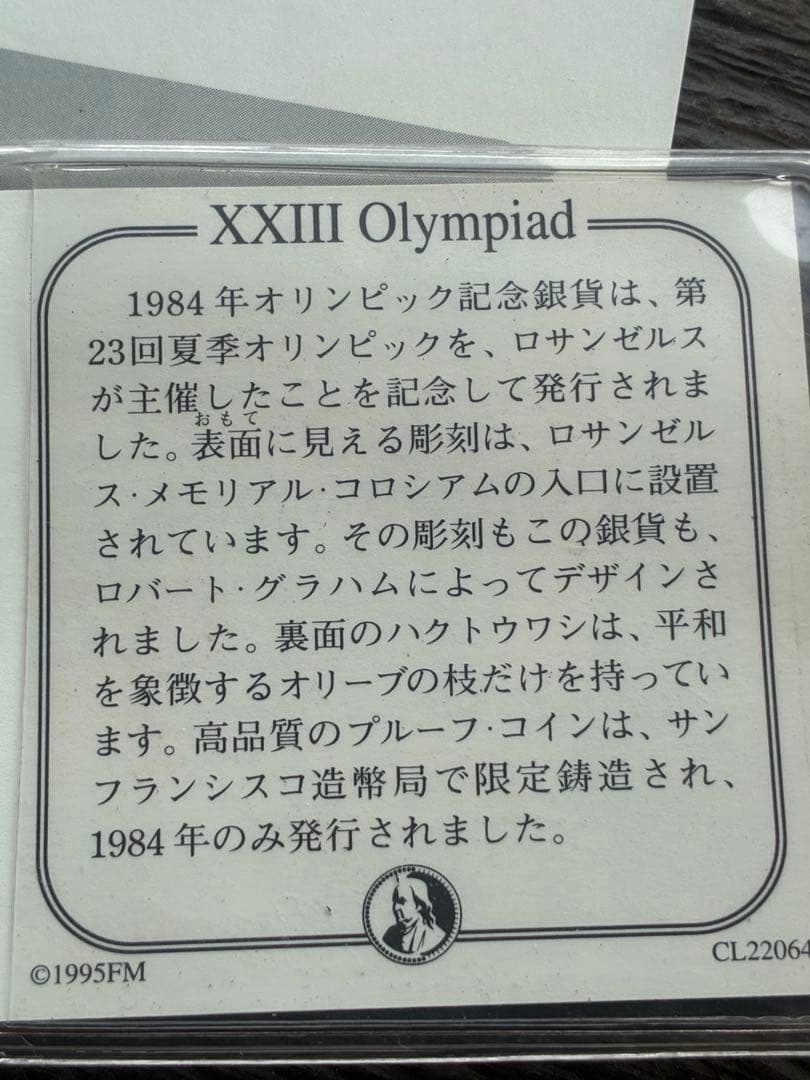 XXIII Olympiad
1984年オリンピック記念銀貨は、第
23回夏季オリンピックを、ロサンゼルス
が主催したことを記念して発行されま
おもて
した。表面に見える彫刻は、ロサンゼル
ス・メモリアル・コロシアムの入口に設置
されています。その彫刻もこの銀貨も、
ロバート・グラハムによってデザインさ
れました。裏面のハクトウワシは、平和
を象徴するオリーブの枝だけを持ってい
ます。高品質のプルーフ・コインは、サン
フランシスコ造幣局で限定鋳造され、
1984年のみ発行されました。
©1995FM
CL22064